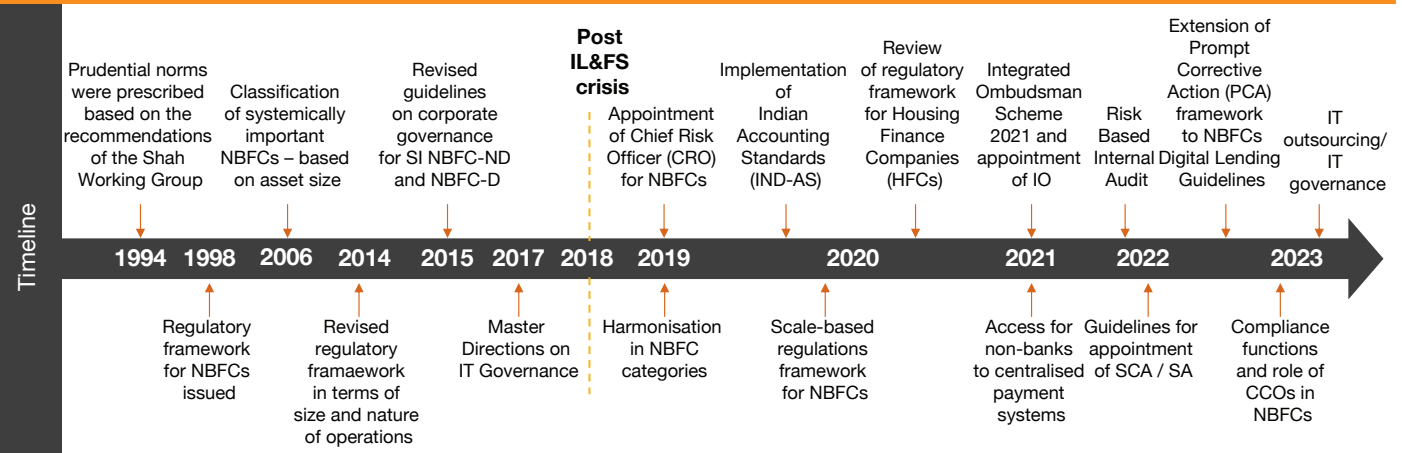 Timeline
Prudential norms
were prescribed
based on the
recommendations
of the Shah
Working Group
Classification
of systemically
important
NBFCs – based
on asset size
Revised
guidelines
on corporate
governance
for SI NBFC-ND
and NBFC-D
Post
IL&FS
crisis
Appointment
of Chief Risk
Officer (CRO)
for NBFCs
Implementation
of
Indian
Accounting
Standards
(IND-AS)
Review
of regulatory
framework
for Housing
Finance
Companies
(HFCs)
Integrated
Ombudsman
Scheme
2021 and
appointment
of IO
Risk
Based
Internal
Audit
Extension of
Prompt
Corrective
Action (PCA)
framework
to NBFCs
Digital Lending
Guidelines
IT
outsourcing/
IT
governance
1994 1998 2006 2014 2015 2017 2018 2019 2020 2021 2022 2023
Regulatory
framework
for NBFCs
issued
Revised
regulatory
framaework
in terms of
size and nature
of operations
Master
Directions on
IT Governance
Harmonisation
in NBFC
categories
Scale-based
regulations
framework
for NBFCs
Access for
non-banks
to centralised
payment
systems
Guidelines for
appointment
of SCA / SA
Compliance
functions
and role of
CCOs in
NBFCs